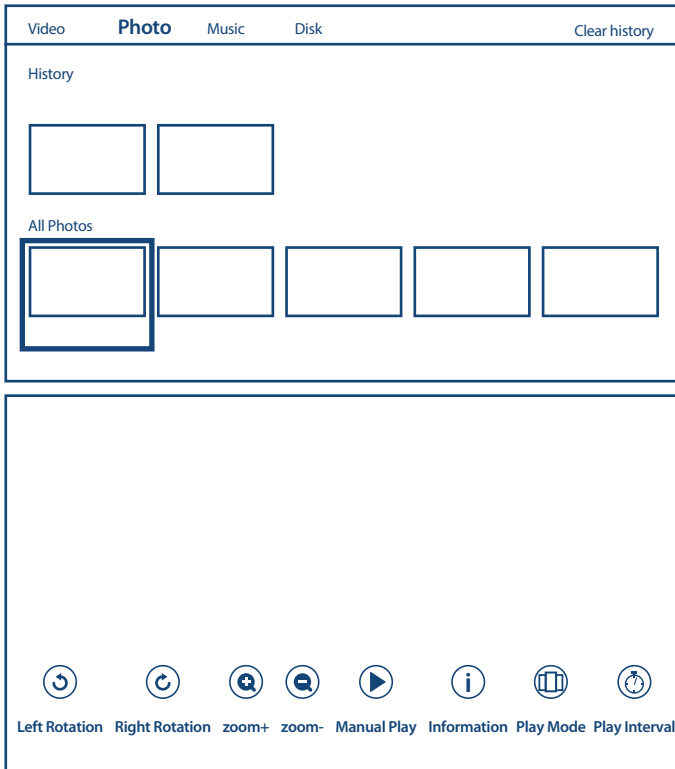 Video Photo Music Disk Clear history
History
All Photos
Left Rotation Right Rotation zoom+ zoom- Manual Play Information Play Mode Play Interval